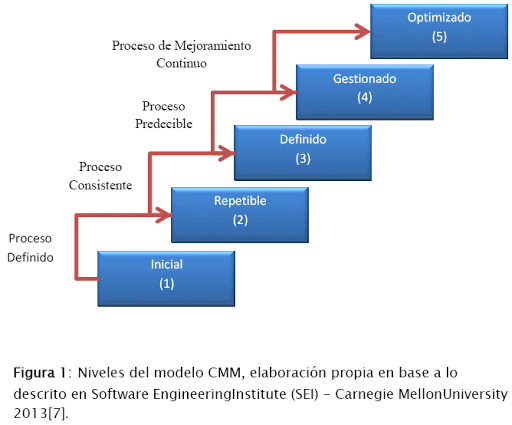 Optimizado
(5)
Proceso de Mejoramiento
Continuo
Gestionado
(4)
Proceso
Predecible
Definido
(3)
Proceso
Consistente
Repetible
(2)
Proceso
Definido
Inicial
(1)
Figura 1: Niveles del modelo CMM, elaboración propia en base a lo
descrito en Software EngineeringInstitute (SEI) - Carnegie MellonUniversity
2013[7].